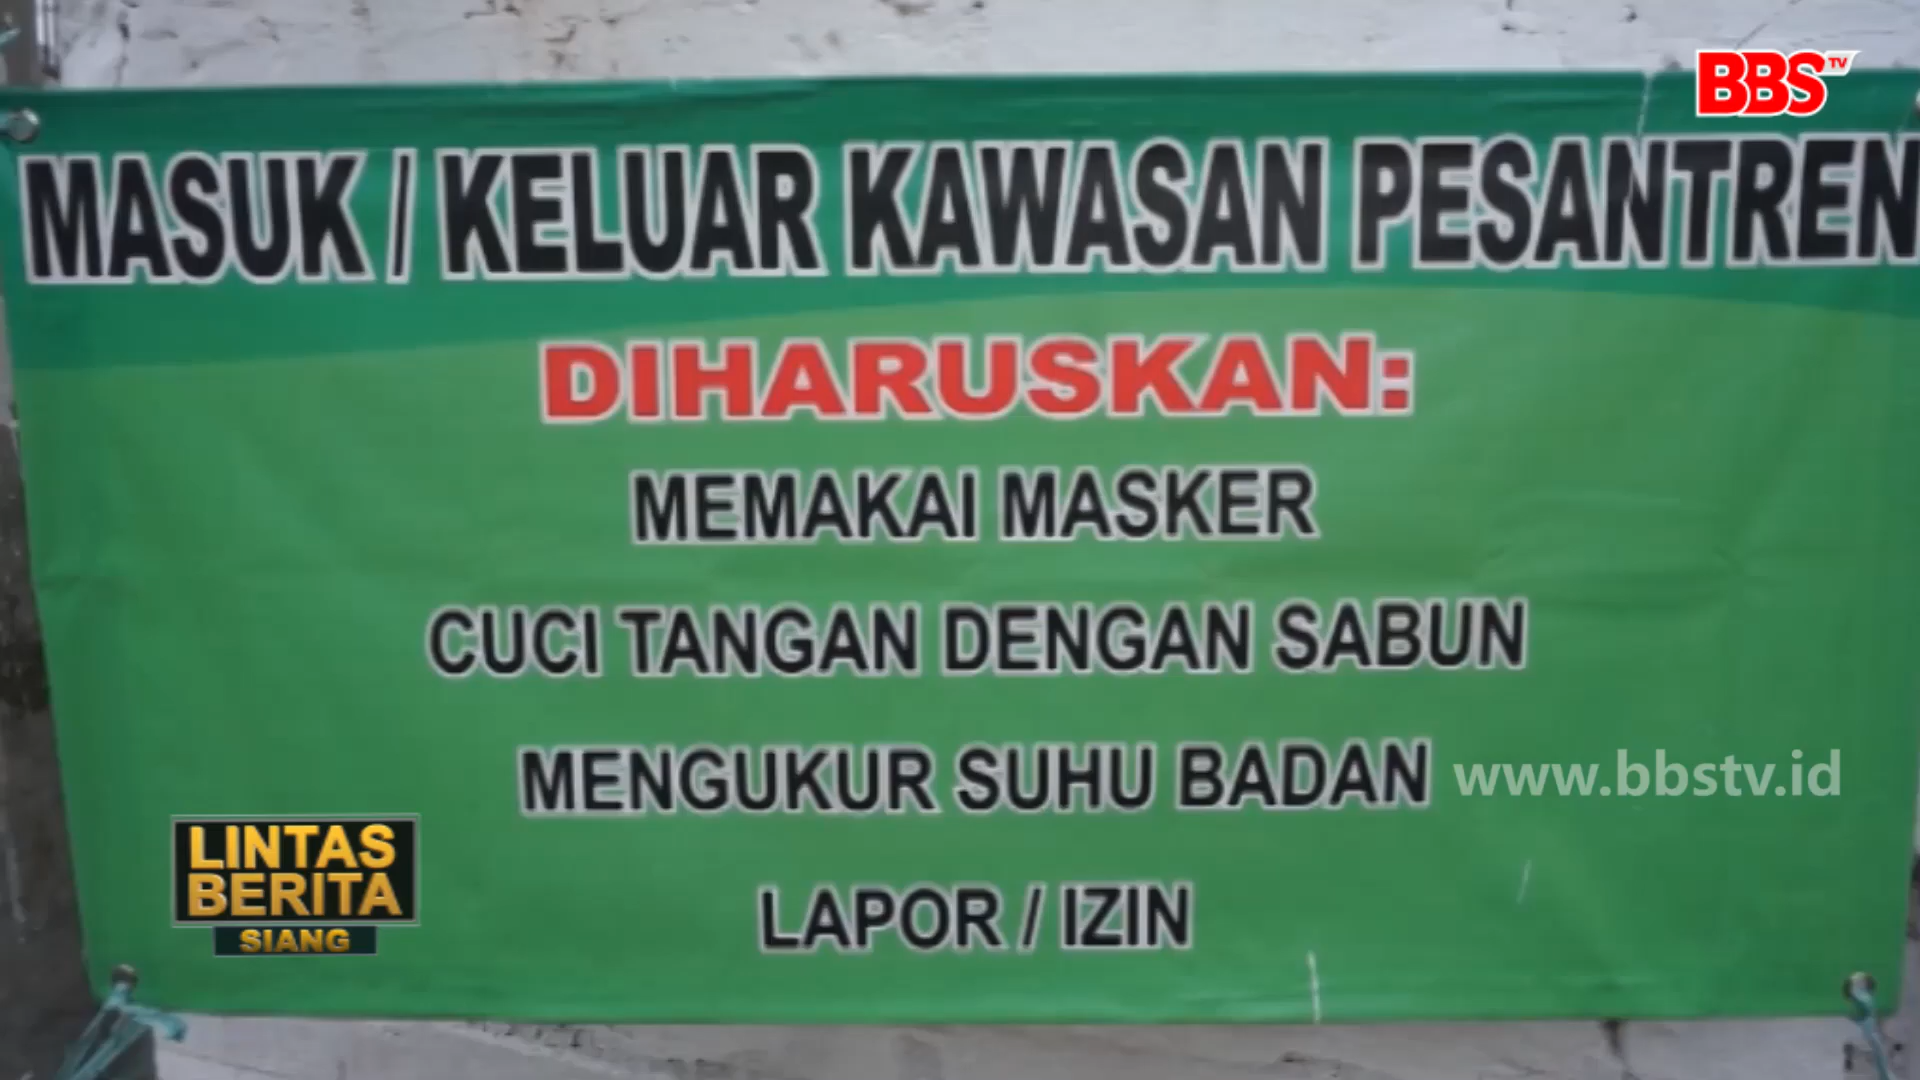 BBS TV
MASUK / KELUAR KAWASAN PESANTREN
DIHARUSKAN:
MEMAKAI MASKER
CUCI TANGAN DENGAN SABUN
MENGUKUR SUHU BADAN
www.bbstv.id
LAPOR / IZIN
LINTAS
BERITA
SIANG